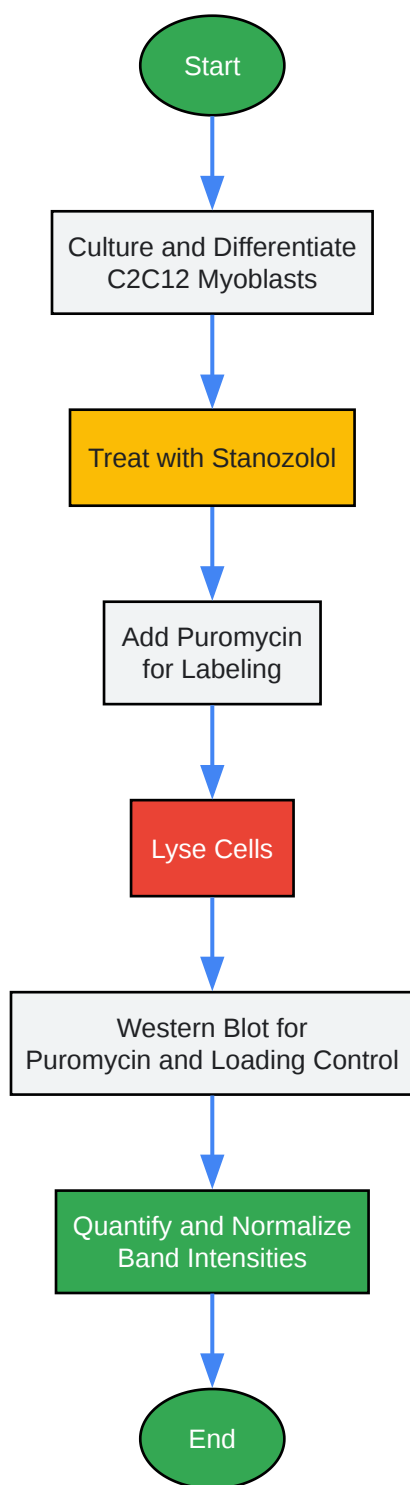 Start
Culture and Differentiate
C2C12 Myoblasts
Treat with Stanozolol
Add Puromycin
for Labeling
Lyse Cells
Western Blot for
Puromycin and Loading Control
Quantify and Normalize
Band Intensities
End